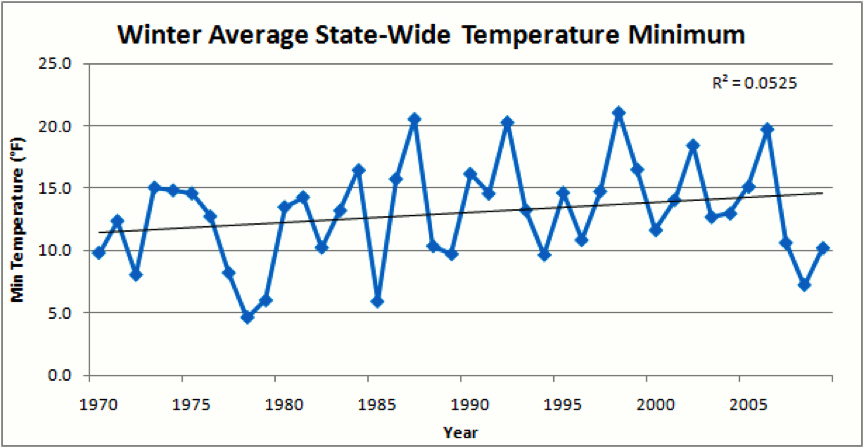 Winter Average State-Wide Temperature Minimum
R² = 0.0525
Min Temperature (°F)
25.0
20.0
15.0
10.0
5.0
0.0
1970 1975 1980 1985 1990 1995 2000 2005
Year